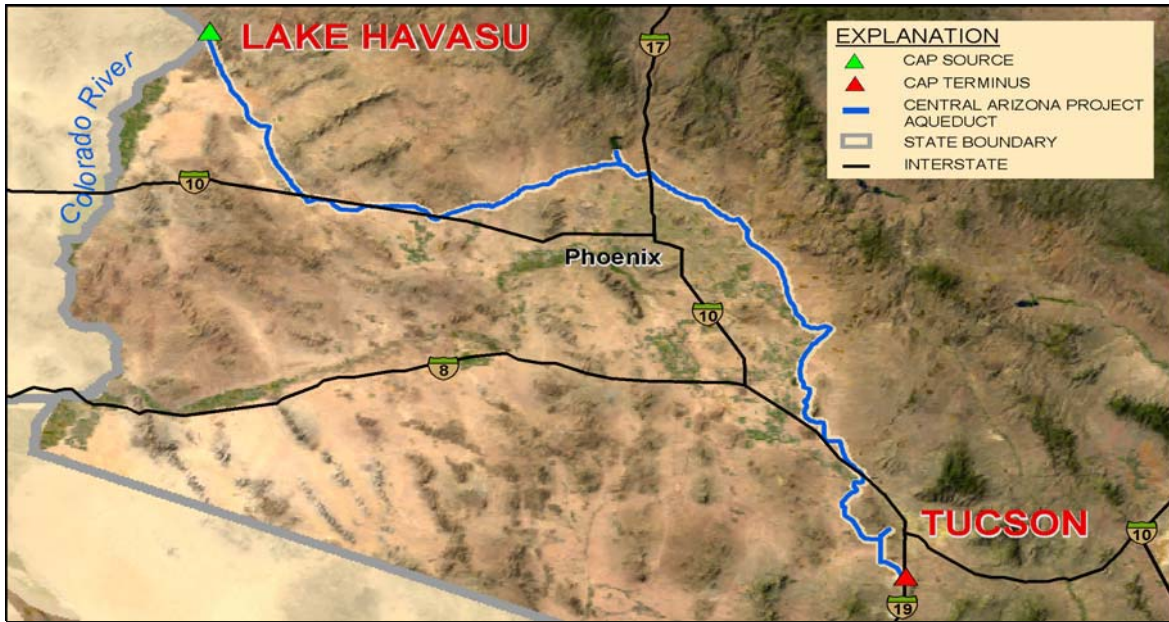 LAKE HAVASU
17
Colorado River
10
Phoenix
10
8
TUCSON
10
19
EXPLANATION
CAP SOURCE
CAP TERMINUS
CENTRAL ARIZONA PROJECT
AQUEDUCT
STATE BOUNDARY
INTERSTATE